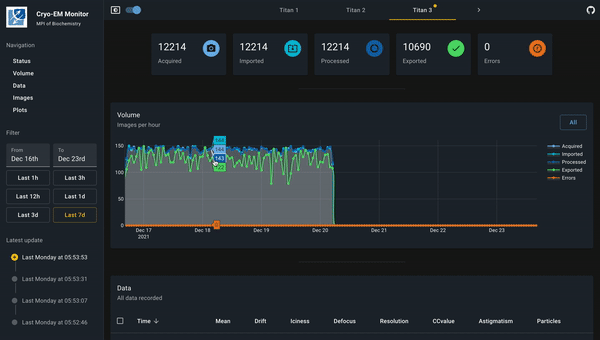 Cryo-EM Monitor
MPI of Biochemistry
Navigation
Status
Volume
Data
Images
Plots
Filter
From
Dec 16th
To
Dec 23rd
Last 1h
Last 3h
Last 12h
Last 1d
Last 3d
Last 7d
Latest update
Last Monday at 05:53:53
Last Monday at 05:53:31
Last Monday at 05:53:07
Last Monday at 05:52:46
Titan 1
Titan 2
Titan 3
12214
Acquired
12214
Imported
12214
Processed
10690
Exported
0
Errors
Volume
Images per hour
All
150
100
50
0
144
143
Dec 17
2021
Dec 18
Dec 19
Dec 20
Dec 21
Dec 22
Dec 23
Acquired
Imported
Processed
Exported
Errors
Data
All data recorded
Time
Mean
Drift
Iciness
Defocus
Resolution
CCvalue
Astigmatism
Particles